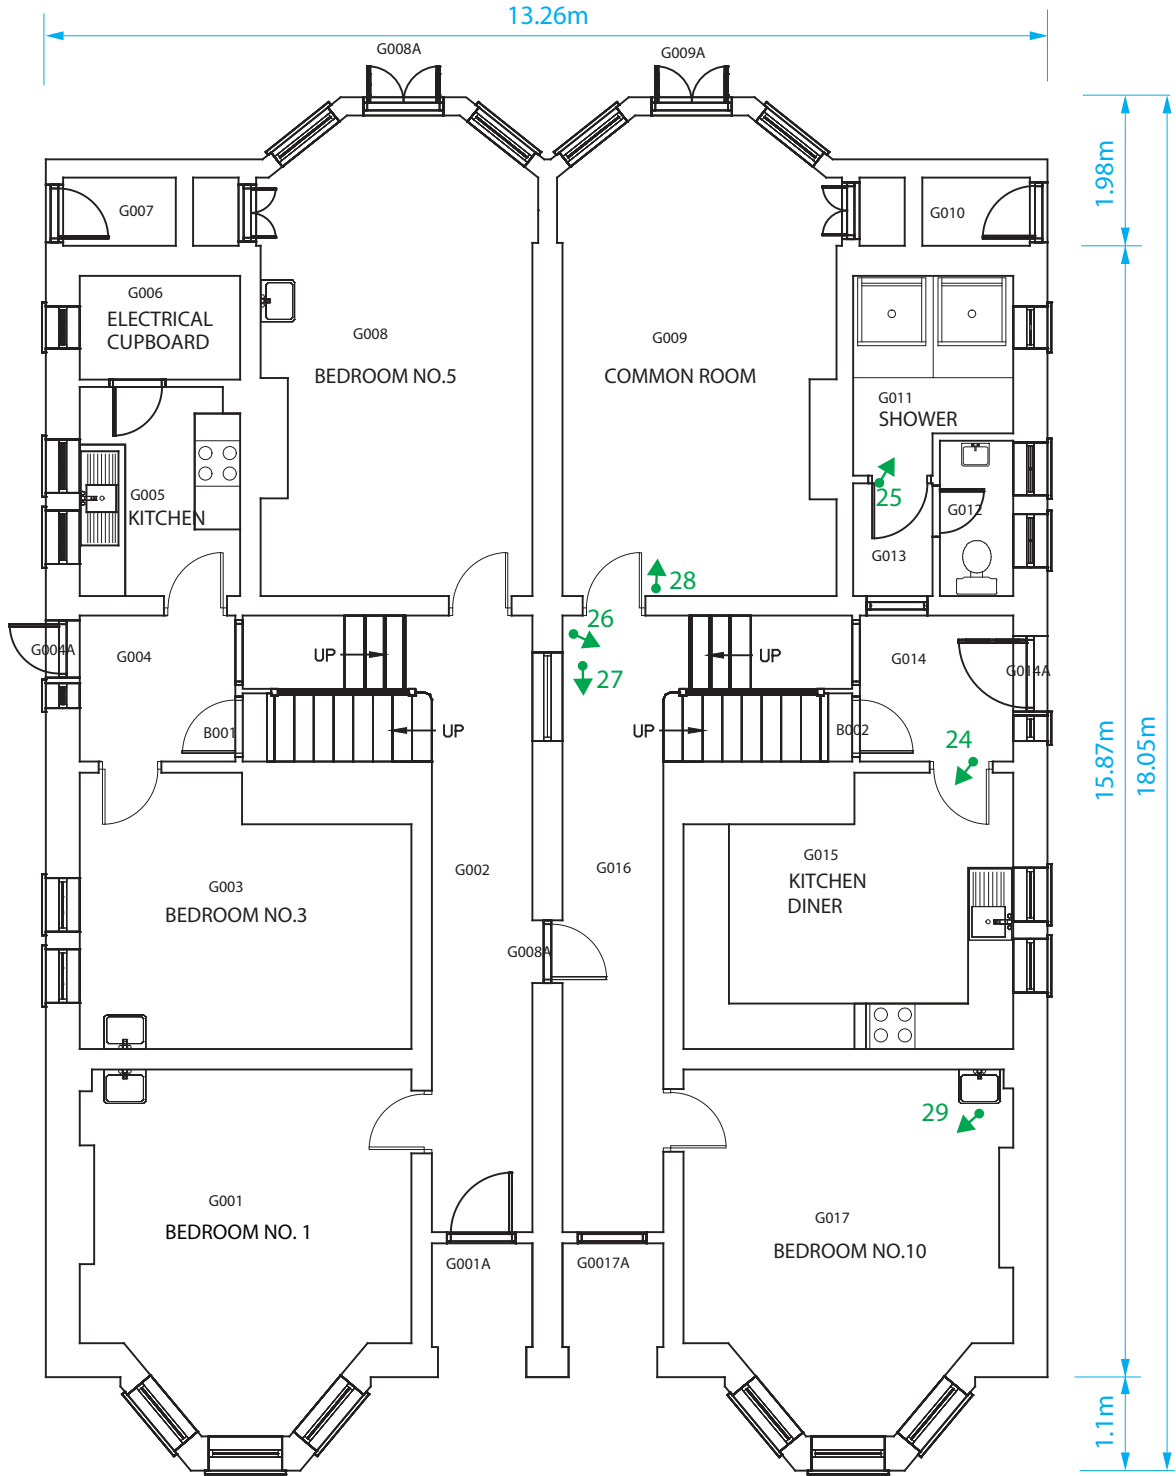 13.26m
G008A
G009A
1.98m
G007
G010
G006
ELECTRICAL
CUPBOARD
G008
BEDROOM NO.5
G009
COMMON ROOM
G011
SHOWER
G005
KITCHEN
25
G012
G013
28
26
G004A
G004
UP
27
UP
G014
G014A
B001
UP
UP
B002
24
15.87m
18.05m
G003
BEDROOM NO.3
G002
G016
G015
KITCHEN
DINER
G008A
29
G001
BEDROOM NO. 1
G017
BEDROOM NO.10
G001A
G0017A
1.1m